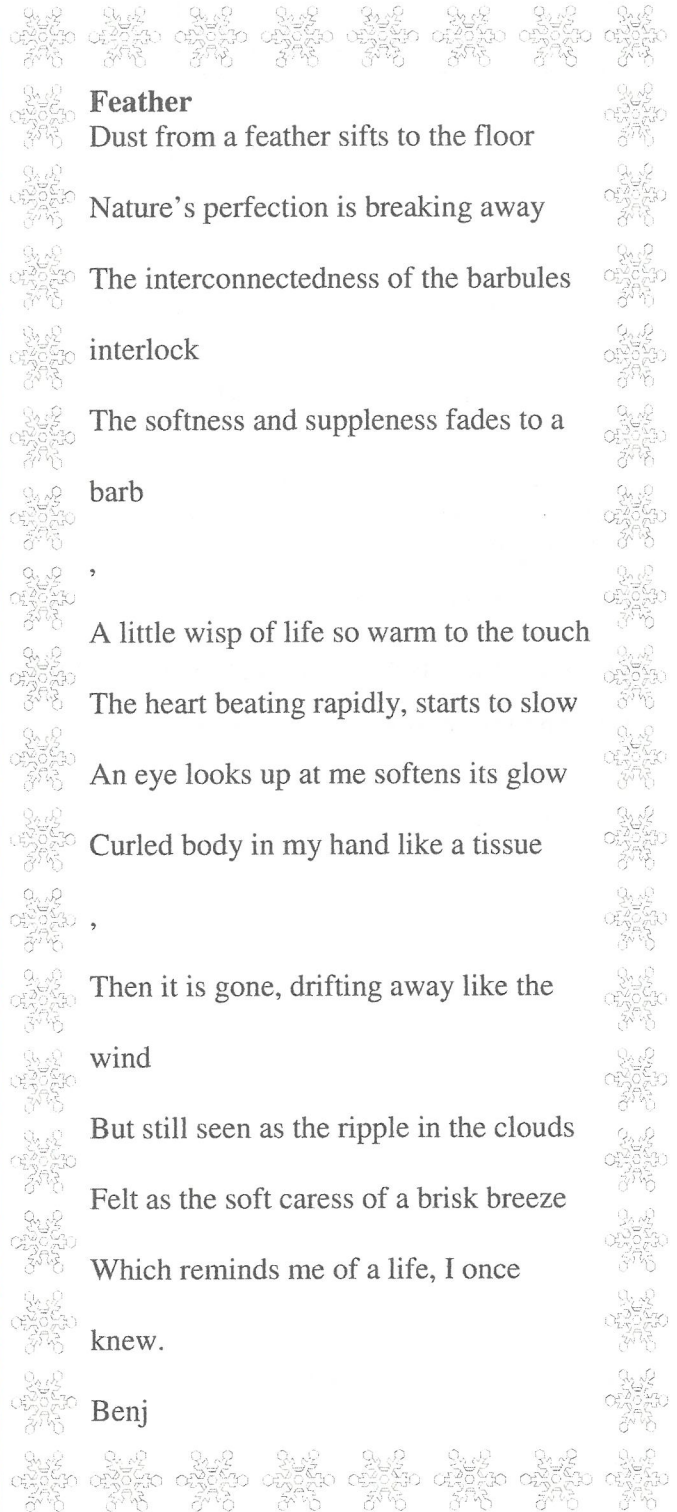 Feather
Dust from a feather sifts to the floor
Nature's perfection is breaking away
The interconnectedness of the barbules
interlock
The softness and suppleness fades to a
barb
,
A little wisp of life so warm to the touch
The heart beating rapidly, starts to slow
An eye looks up at me softens its glow
Curled body in my hand like a tissue
,
Then it is gone, drifting away like the
wind
But still seen as the ripple in the clouds
Felt as the soft caress of a brisk breeze
Which reminds me of a life, I once
knew.
Benj